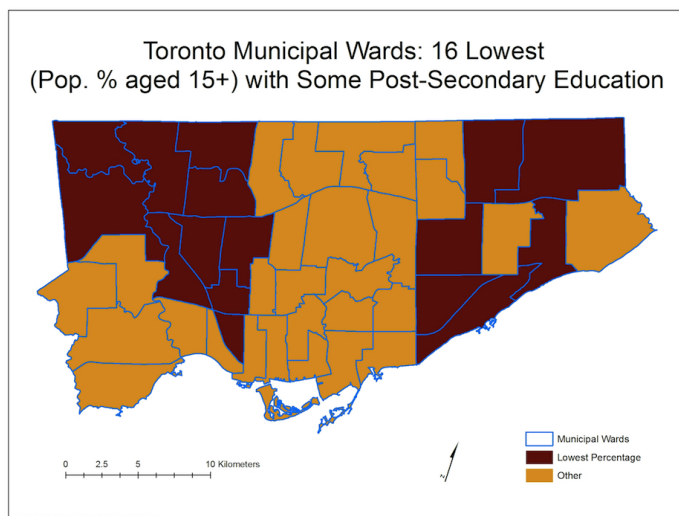 Toronto Municipal Wards: 16 Lowest
(Pop. % aged 15+) with Some Post-Secondary Education
Municipal Wards
Lowest Percentage
Other
0 2.5 5 10 Kilometers
z